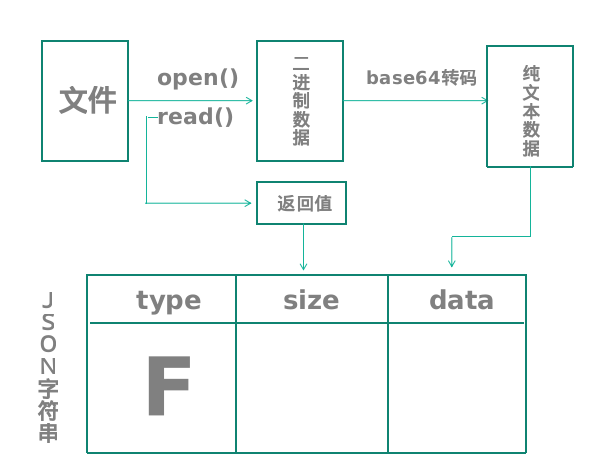 文件
open()
read()
二进制数据
base64转码
纯文本数据
返回值
JSON字符串
type
size
data
F